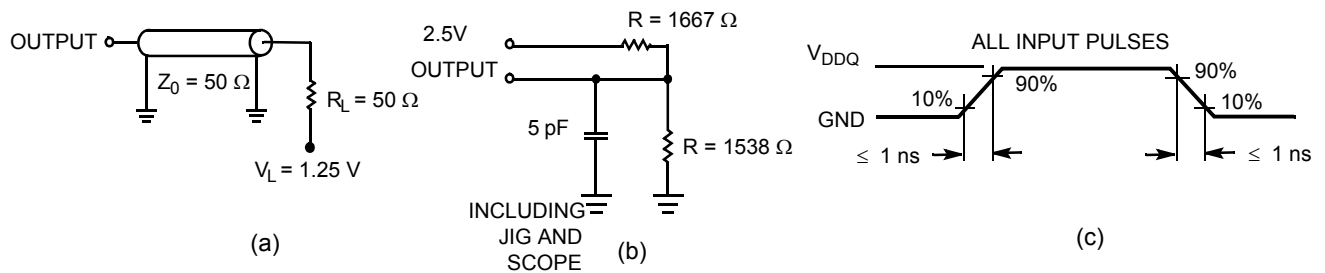 OUTPUT
Z0 = 50 Ω
RL = 50 Ω
VL = 1.25 V
(a)
R = 1667 Ω
2.5V
OUTPUT
5 pF
R = 1538 Ω
INCLUDING
JIG AND
SCOPE
(b)
ALL INPUT PULSES
VDDQ
GND
10%
90%
90%
10%
≤ 1 ns
≤ 1 ns
(c)